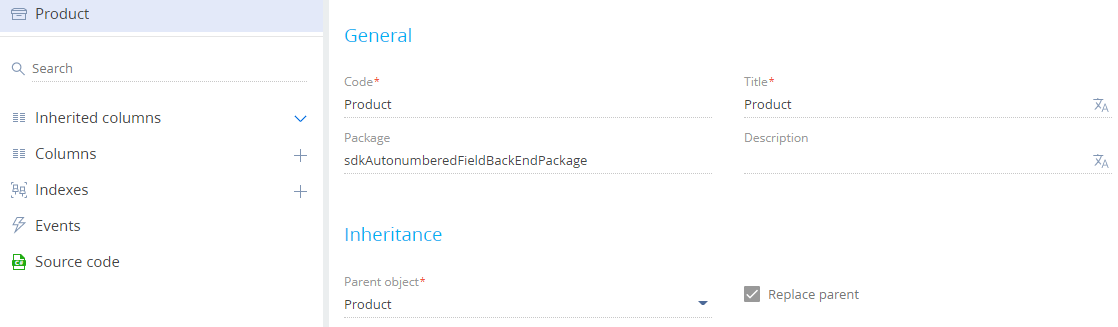 Product
Search
Inherited columns
Columns
Indexes
Events
C#
Source code
General
Code*
Title*
Product
Product
Package
Description
sdkAutonumberedFieldBackEndPackage
Inheritance
Parent object*
Product
Replace parent